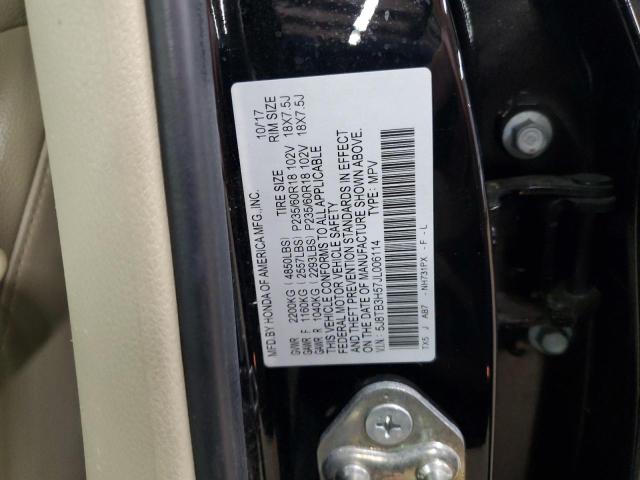 MFD.BY HONDA OF AMERICA MFG.,INC. 10/'17
TIRE SIZE RIM SIZE
GVWR 2200KG (4850LBS)
GAWR F 1160KG (2557LBS) P235/60R18 102V 18X7.5J
GAWR R 1040KG (2293LBS) P235/60R18 102V 18X7.5J
THIS VEHICLE CONFORMS TO ALL APPLICABLE
FEDERAL MOTOR VEHICLE SAFETY
AND THEFT PREVENTION STANDARDS IN EFFECT
ON THE DATE OF MANUFACTURE SHOWN ABOVE.
V.I.N.: 5J8TB3H57JL006114 TYPE: MPV
TX5 J AB7 - NH731PX - F - L